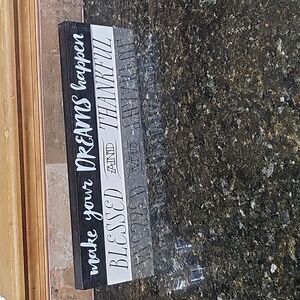 make your DREAMS happen
BLESSED AND THANKFUL